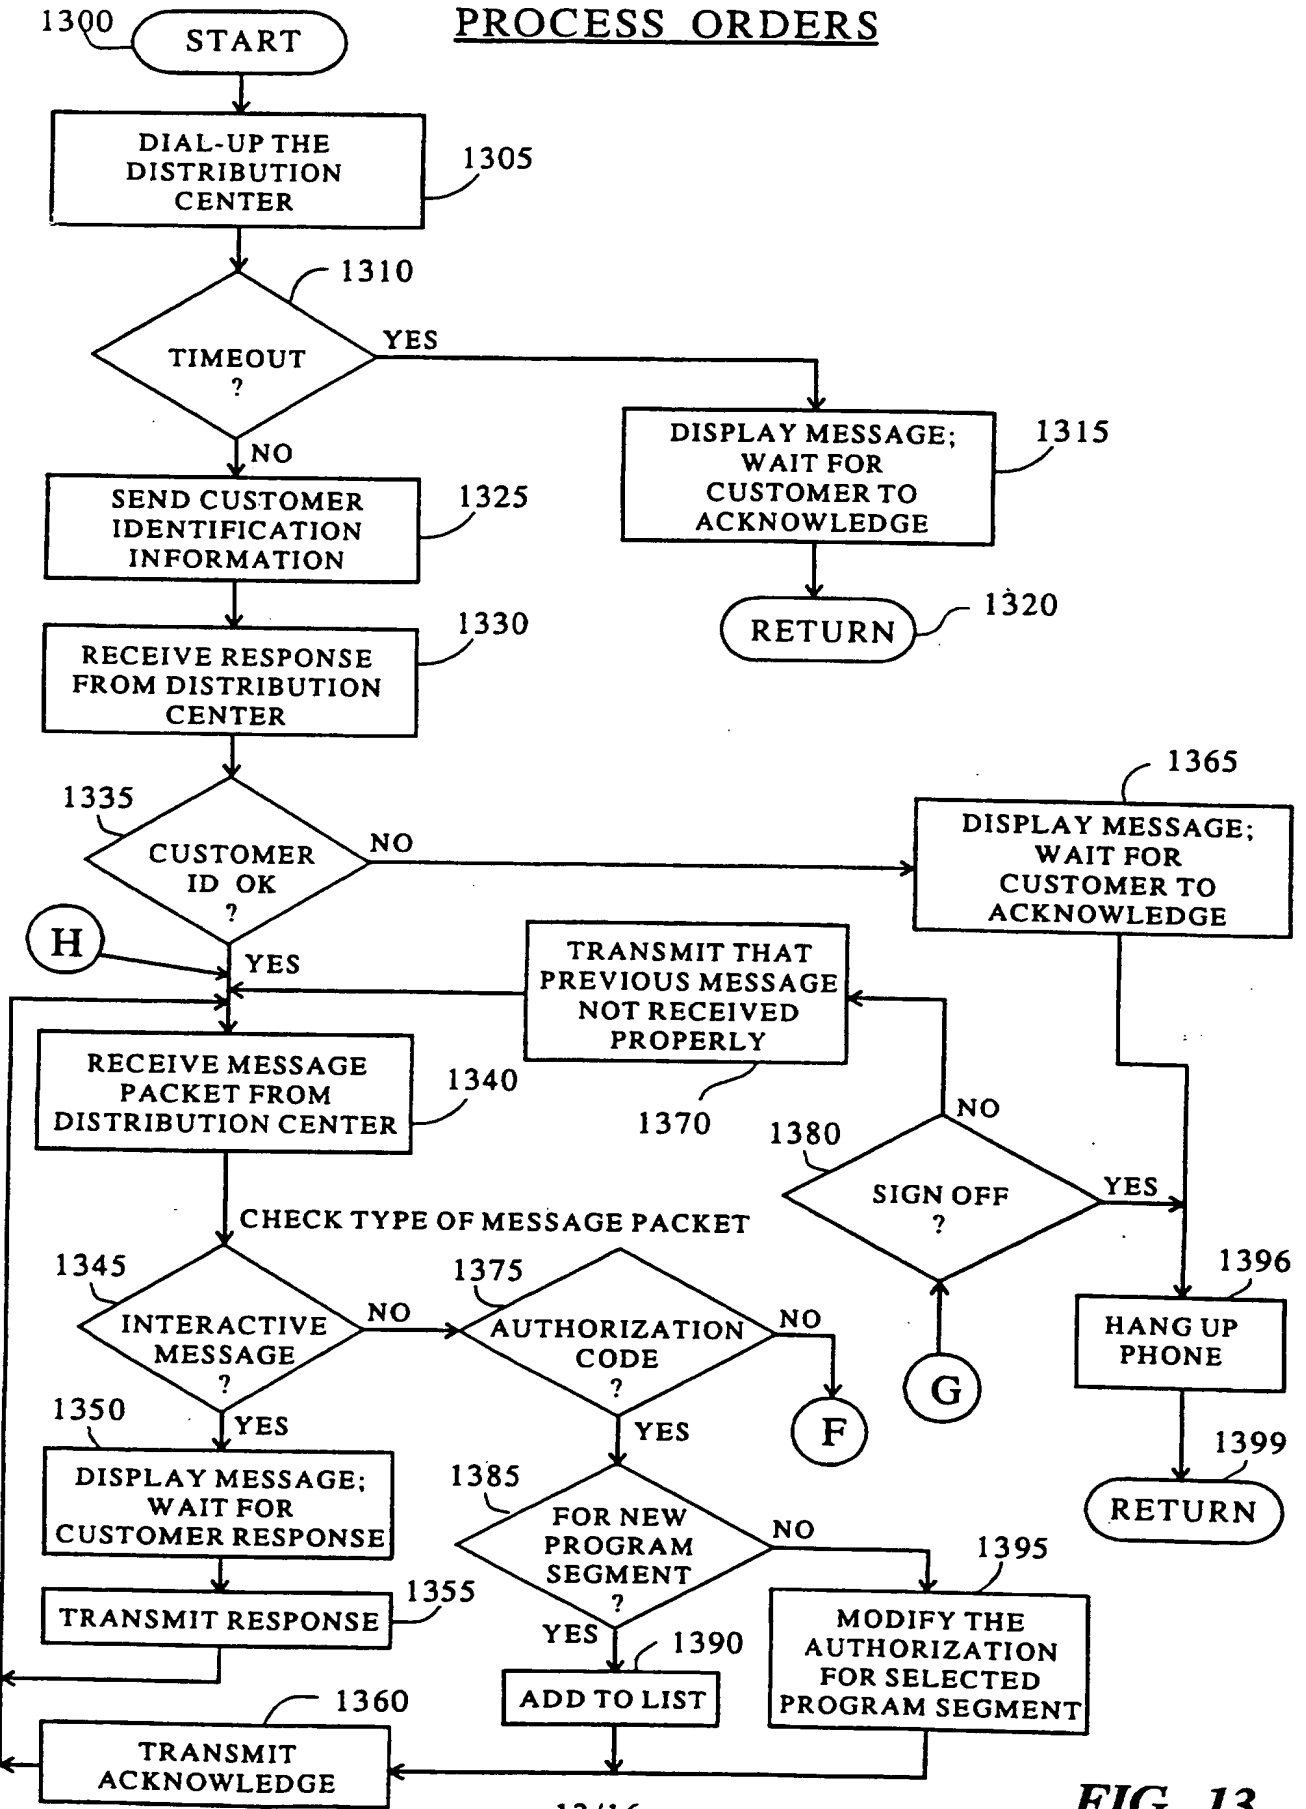 PROCESS ORDERS
1300
START
DIAL-UP THE
DISTRIBUTION
CENTER
1305
1310
TIMEOUT
?
YES
NO
DISPLAY MESSAGE;
WAIT FOR
CUSTOMER TO
ACKNOWLEDGE
1315
SEND CUSTOMER
IDENTIFICATION
INFORMATION
1325
RETURN
1320
RECEIVE RESPONSE
FROM DISTRIBUTION
CENTER
1330
1335
CUSTOMER
ID OK
?
NO
YES
1365
DISPLAY MESSAGE;
WAIT FOR
CUSTOMER TO
ACKNOWLEDGE
H
TRANSMIT THAT
PREVIOUS MESSAGE
NOT RECEIVED
PROPERLY
1370
RECEIVE MESSAGE
PACKET FROM
DISTRIBUTION CENTER
1340
1380
NO
SIGN OFF
?
YES
CHECK TYPE OF MESSAGE PACKET
1345
INTERACTIVE
MESSAGE
?
NO
YES
1375
AUTHORIZATION
CODE
?
NO
YES
F
G
1396
HANG UP
PHONE
1399
RETURN
1350
DISPLAY MESSAGE;
WAIT FOR
CUSTOMER RESPONSE
1385
FOR NEW
PROGRAM
SEGMENT
?
NO
YES
1395
MODIFY THE
AUTHORIZATION
FOR SELECTED
PROGRAM SEGMENT
TRANSMIT RESPONSE
1355
1390
ADD TO LIST
1360
TRANSMIT
ACKNOWLEDGE
FIG. 13